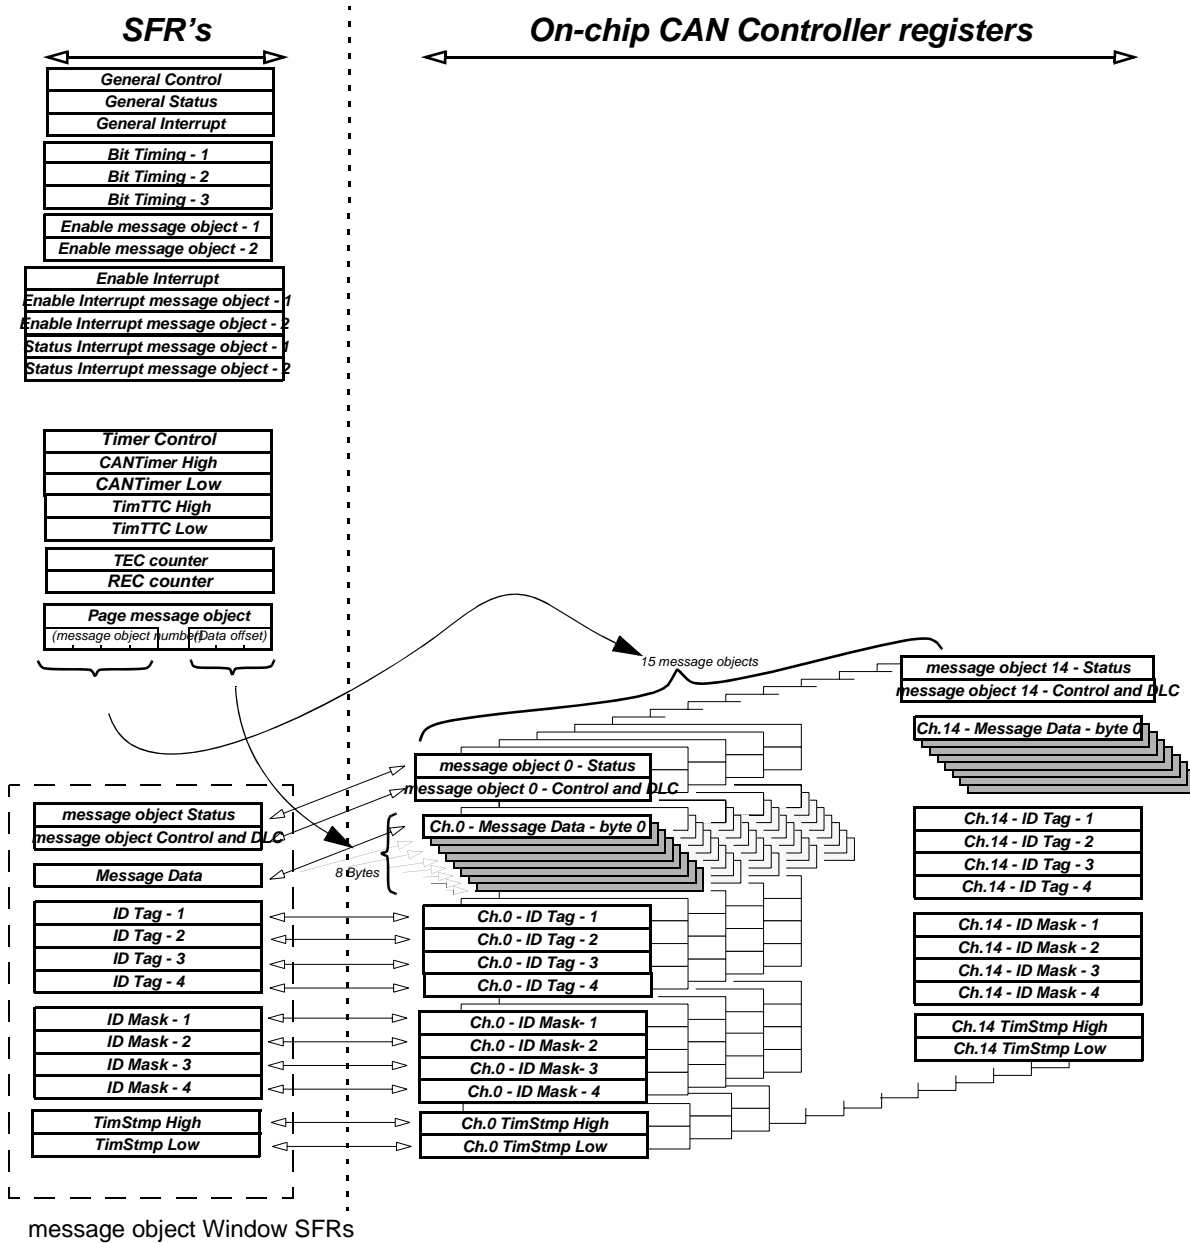 SFR's
On-chip CAN Controller registers
General Control
General Status
General Interrupt
Bit Timing - 1
Bit Timing - 2
Bit Timing - 3
Enable message object - 1
Enable message object - 2
Enable Interrupt
Enable Interrupt message object - 1
Enable Interrupt message object - 2
Status Interrupt message object - 1
Status Interrupt message object - 2
Timer Control
CANTimer High
CANTimer Low
TimTTC High
TimTTC Low
TEC counter
REC counter
Page message object
(message object number)
(Data offset)
15 message objects
message object 14 - Status
message object 14 - Control and DLC
Ch.14 - Message Data - byte 0
message object 0 - Status
message object 0 - Control and DLC
message object Status
message object Control and DLC
Ch.0 - Message Data - byte 0
8 Bytes
Message Data
Ch.14 - ID Tag - 1
Ch.14 - ID Tag - 2
Ch.14 - ID Tag - 3
Ch.14 - ID Tag - 4
ID Tag - 1
ID Tag - 2
ID Tag - 3
ID Tag - 4
Ch.0 - ID Tag - 1
Ch.0 - ID Tag - 2
Ch.0 - ID Tag - 3
Ch.0 - ID Tag - 4
Ch.14 - ID Mask - 1
Ch.14 - ID Mask - 2
Ch.14 - ID Mask - 3
Ch.14 - ID Mask - 4
ID Mask - 1
ID Mask - 2
ID Mask - 3
ID Mask - 4
Ch.0 - ID Mask- 1
Ch.0 - ID Mask- 2
Ch.0 - ID Mask- 3
Ch.0 - ID Mask - 4
Ch.14 TimStmp High
Ch.14 TimStmp Low
TimStmp High
TimStmp Low
Ch.0 TimStmp High
Ch.0 TimStmp Low
message object Window SFRs